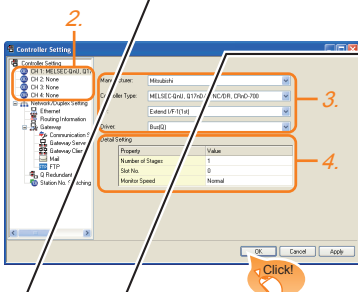 2.
Controller Setting
Controller Setting
CH 1: MELSEC-QnU, Q17
CH 2: None
CH 3: None
CH 4: None
Network/Duplex Setting
Ethernet
Routing Information
Gateway
Communication S
Gateway Serve
Gateway Clien
Mail
FTP
Q Redundant
Station No.
Manufacturer: Mitsubishi
Controller Type: MELSEC-QnU, Q17nD/ NC/DR, CRnD-700
Extend I/F-1(1st)
Driver: Bus(Q)
3.
Detail Setting
Property Value
Number of Stages 1
Slot No. 0
Monitor Speed Normal
4.
OK Cancel Apply
Click!